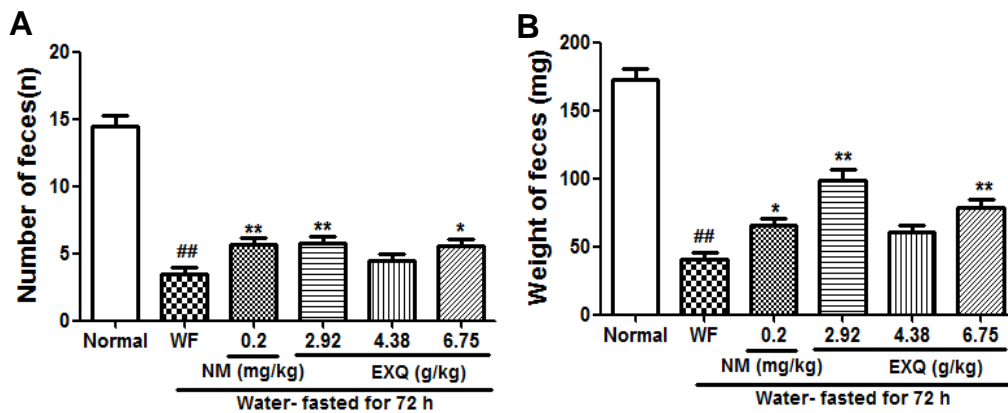 A
Number of feces(n)
20
15
10
5
0
##
**
**
*
Normal WF 0.2 2.92 4.38 6.75
NM (mg/kg) EXQ (g/kg)
Water- fasted for 72 h
B
Weight of feces (mg)
200
150
100
50
0
##
*
**
**
Normal WF 0.2 2.92 4.38 6.75
NM (mg/kg) EXQ (g/kg)
Water- fasted for 72 h